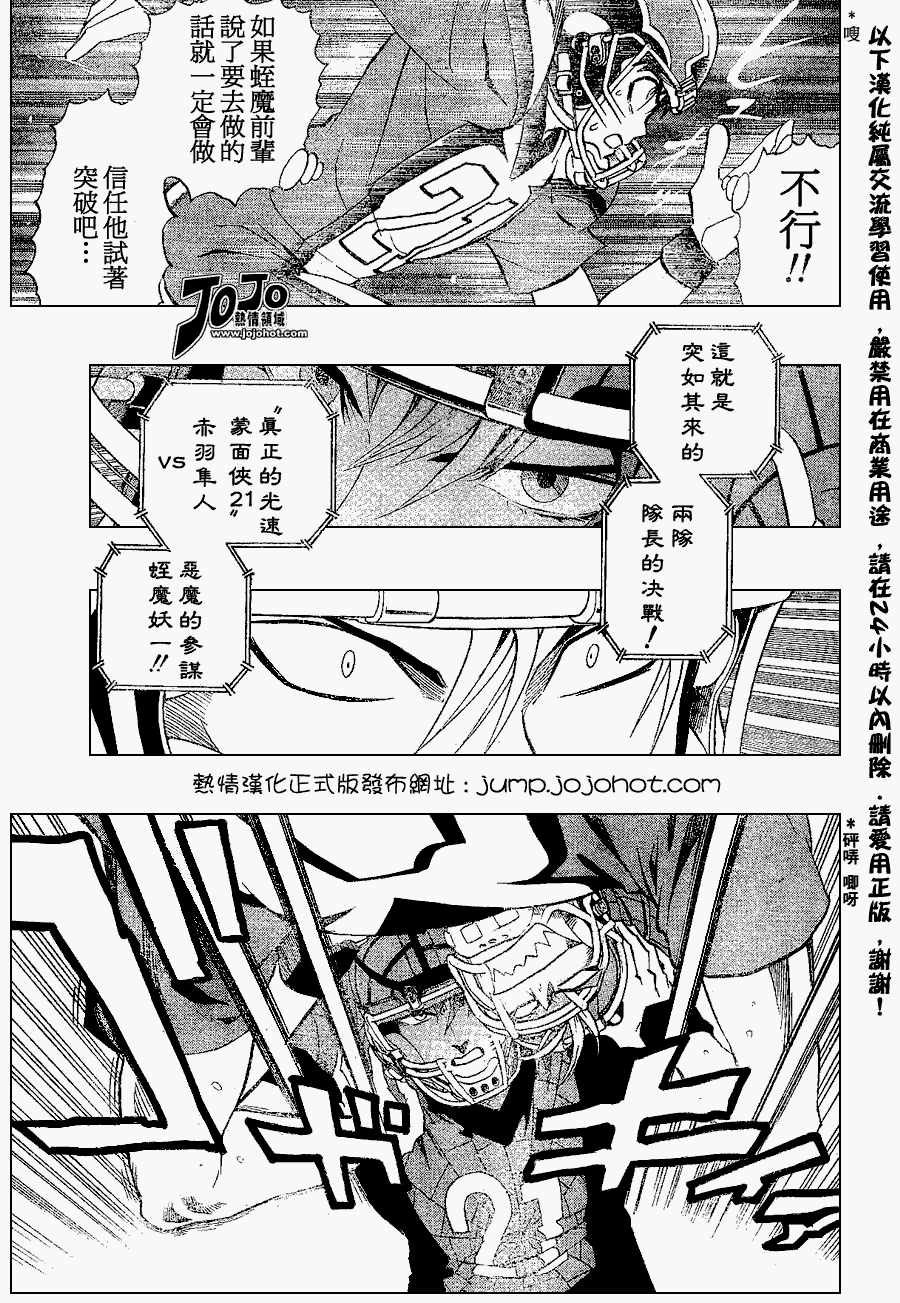 不行!!
如果蛭魔前輩
說了要去做的
話就一定會做
信任他試著
突破吧…
JOJO
熱情領域
www.jojohot.com
這就是
突如其來的
兩隊
隊長的決戰！
〝真正的光速
蒙面俠21〞
赤羽隼人
vs
惡魔的參謀
蛭魔妖一!!
熱情漢化正式版發布網址：jump.jojohot.com
*嗖
*砰哧 唧呀
以下漢化純屬交流學習使用，嚴禁用在商業用途，請在24小時以內刪除．請愛用正版，謝謝！
21
21